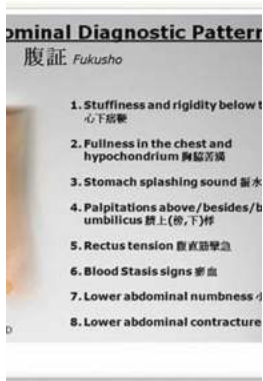 ominal Diagnostic Pattern
腹証 Fukusho
1. Stuffiness and rigidity below t
心下痞鞕
2. Fullness in the chest and
hypochondrium 胸脇苦満
3. Stomach splashing sound 振水
4. Palpitations above/besides/b
umbilicus 臍上(傍,下)悸
5. Rectus tension 腹直筋攣急
6. Blood Stasis signs 瘀血
7. Lower abdominal numbness
8. Lower abdominal contracture